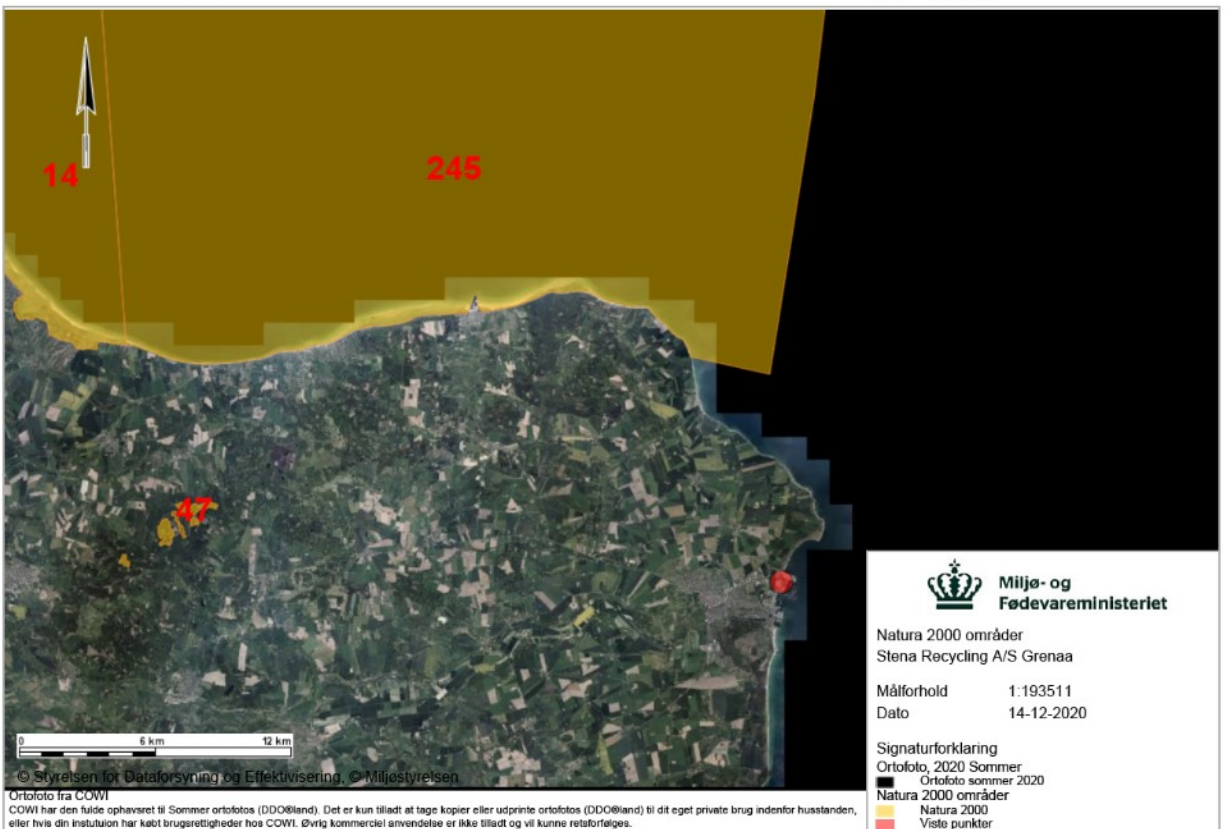 14
245
47
0 6 km 12 km
© Styrelsen for Dataforsyning og Effektivisering, © Miljøstyrelsen
Ortofoto fra COWI
COWI har den fulde ophavsret til Sommer ortofotos (DDO®land). Det er kun tilladt at tage kopier eller udprinte ortofotos (DDO®land) til dit eget private brug indenfor husstanden,
eller hvis din instutuion har købt brugsrettigheder hos COWI. Øvrig kommerciel anvendelse er ikke tilladt og vil kunne retsforfølges.
Miljø- og
Fødevareministeriet
Natura 2000 områder
Stena Recycling A/S Grenaa
Målforhold 1:193511
Dato 14-12-2020
Signaturforklaring
Ortofoto, 2020 Sommer
Ortofoto sommer 2020
Natura 2000 områder
Natura 2000
Viste punkter